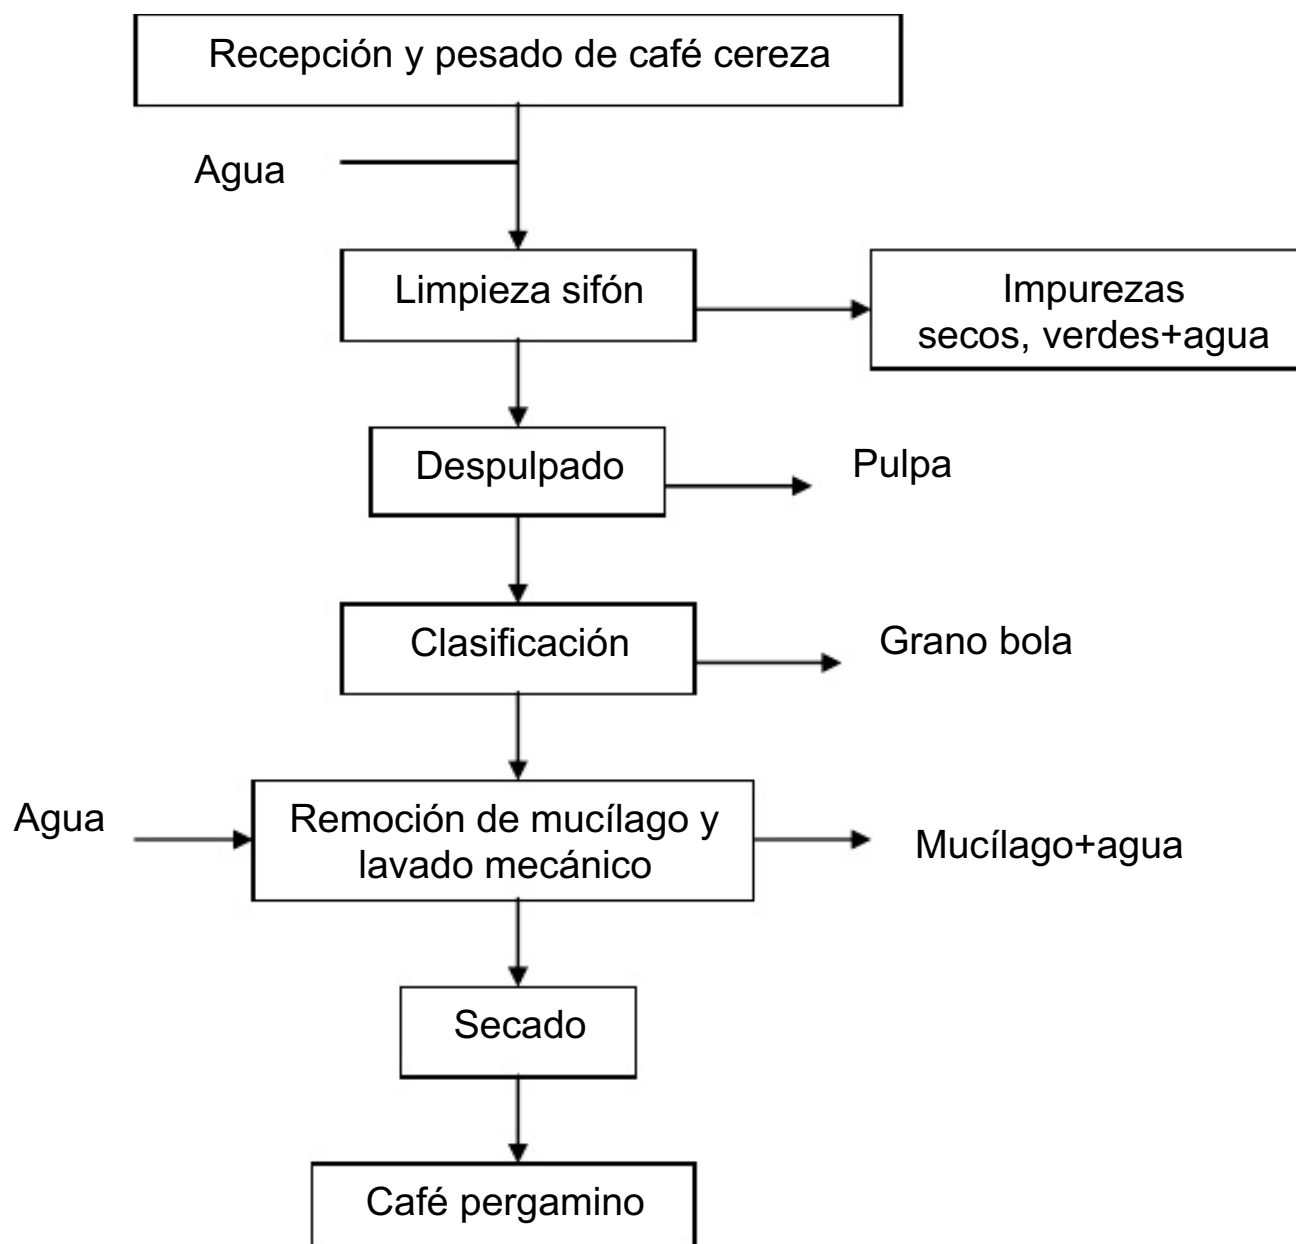 Recepción y pesado de café cereza
Agua
Limpieza sifón
Impurezas
secos, verdes+agua
Despulpado
Pulpa
Clasificación
Grano bola
Agua
Remoción de mucílago y
lavado mecánico
Mucílago+agua
Secado
Café pergamino